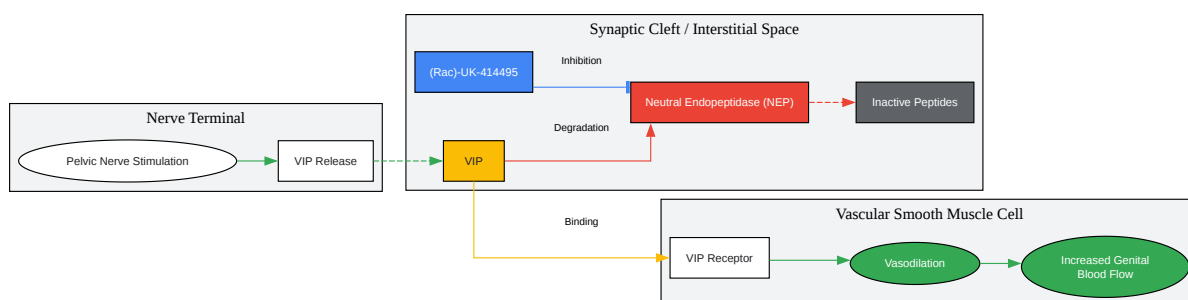 Synaptic Cleft / Interstitial Space
(Rac)-UK-414495
Inhibition
Neutral Endopeptidase (NEP)
Inactive Peptides
Degradation
Nerve Terminal
Pelvic Nerve Stimulation
VIP Release
VIP
Binding
Vascular Smooth Muscle Cell
VIP Receptor
Vasodilation
Increased Genital
Blood Flow